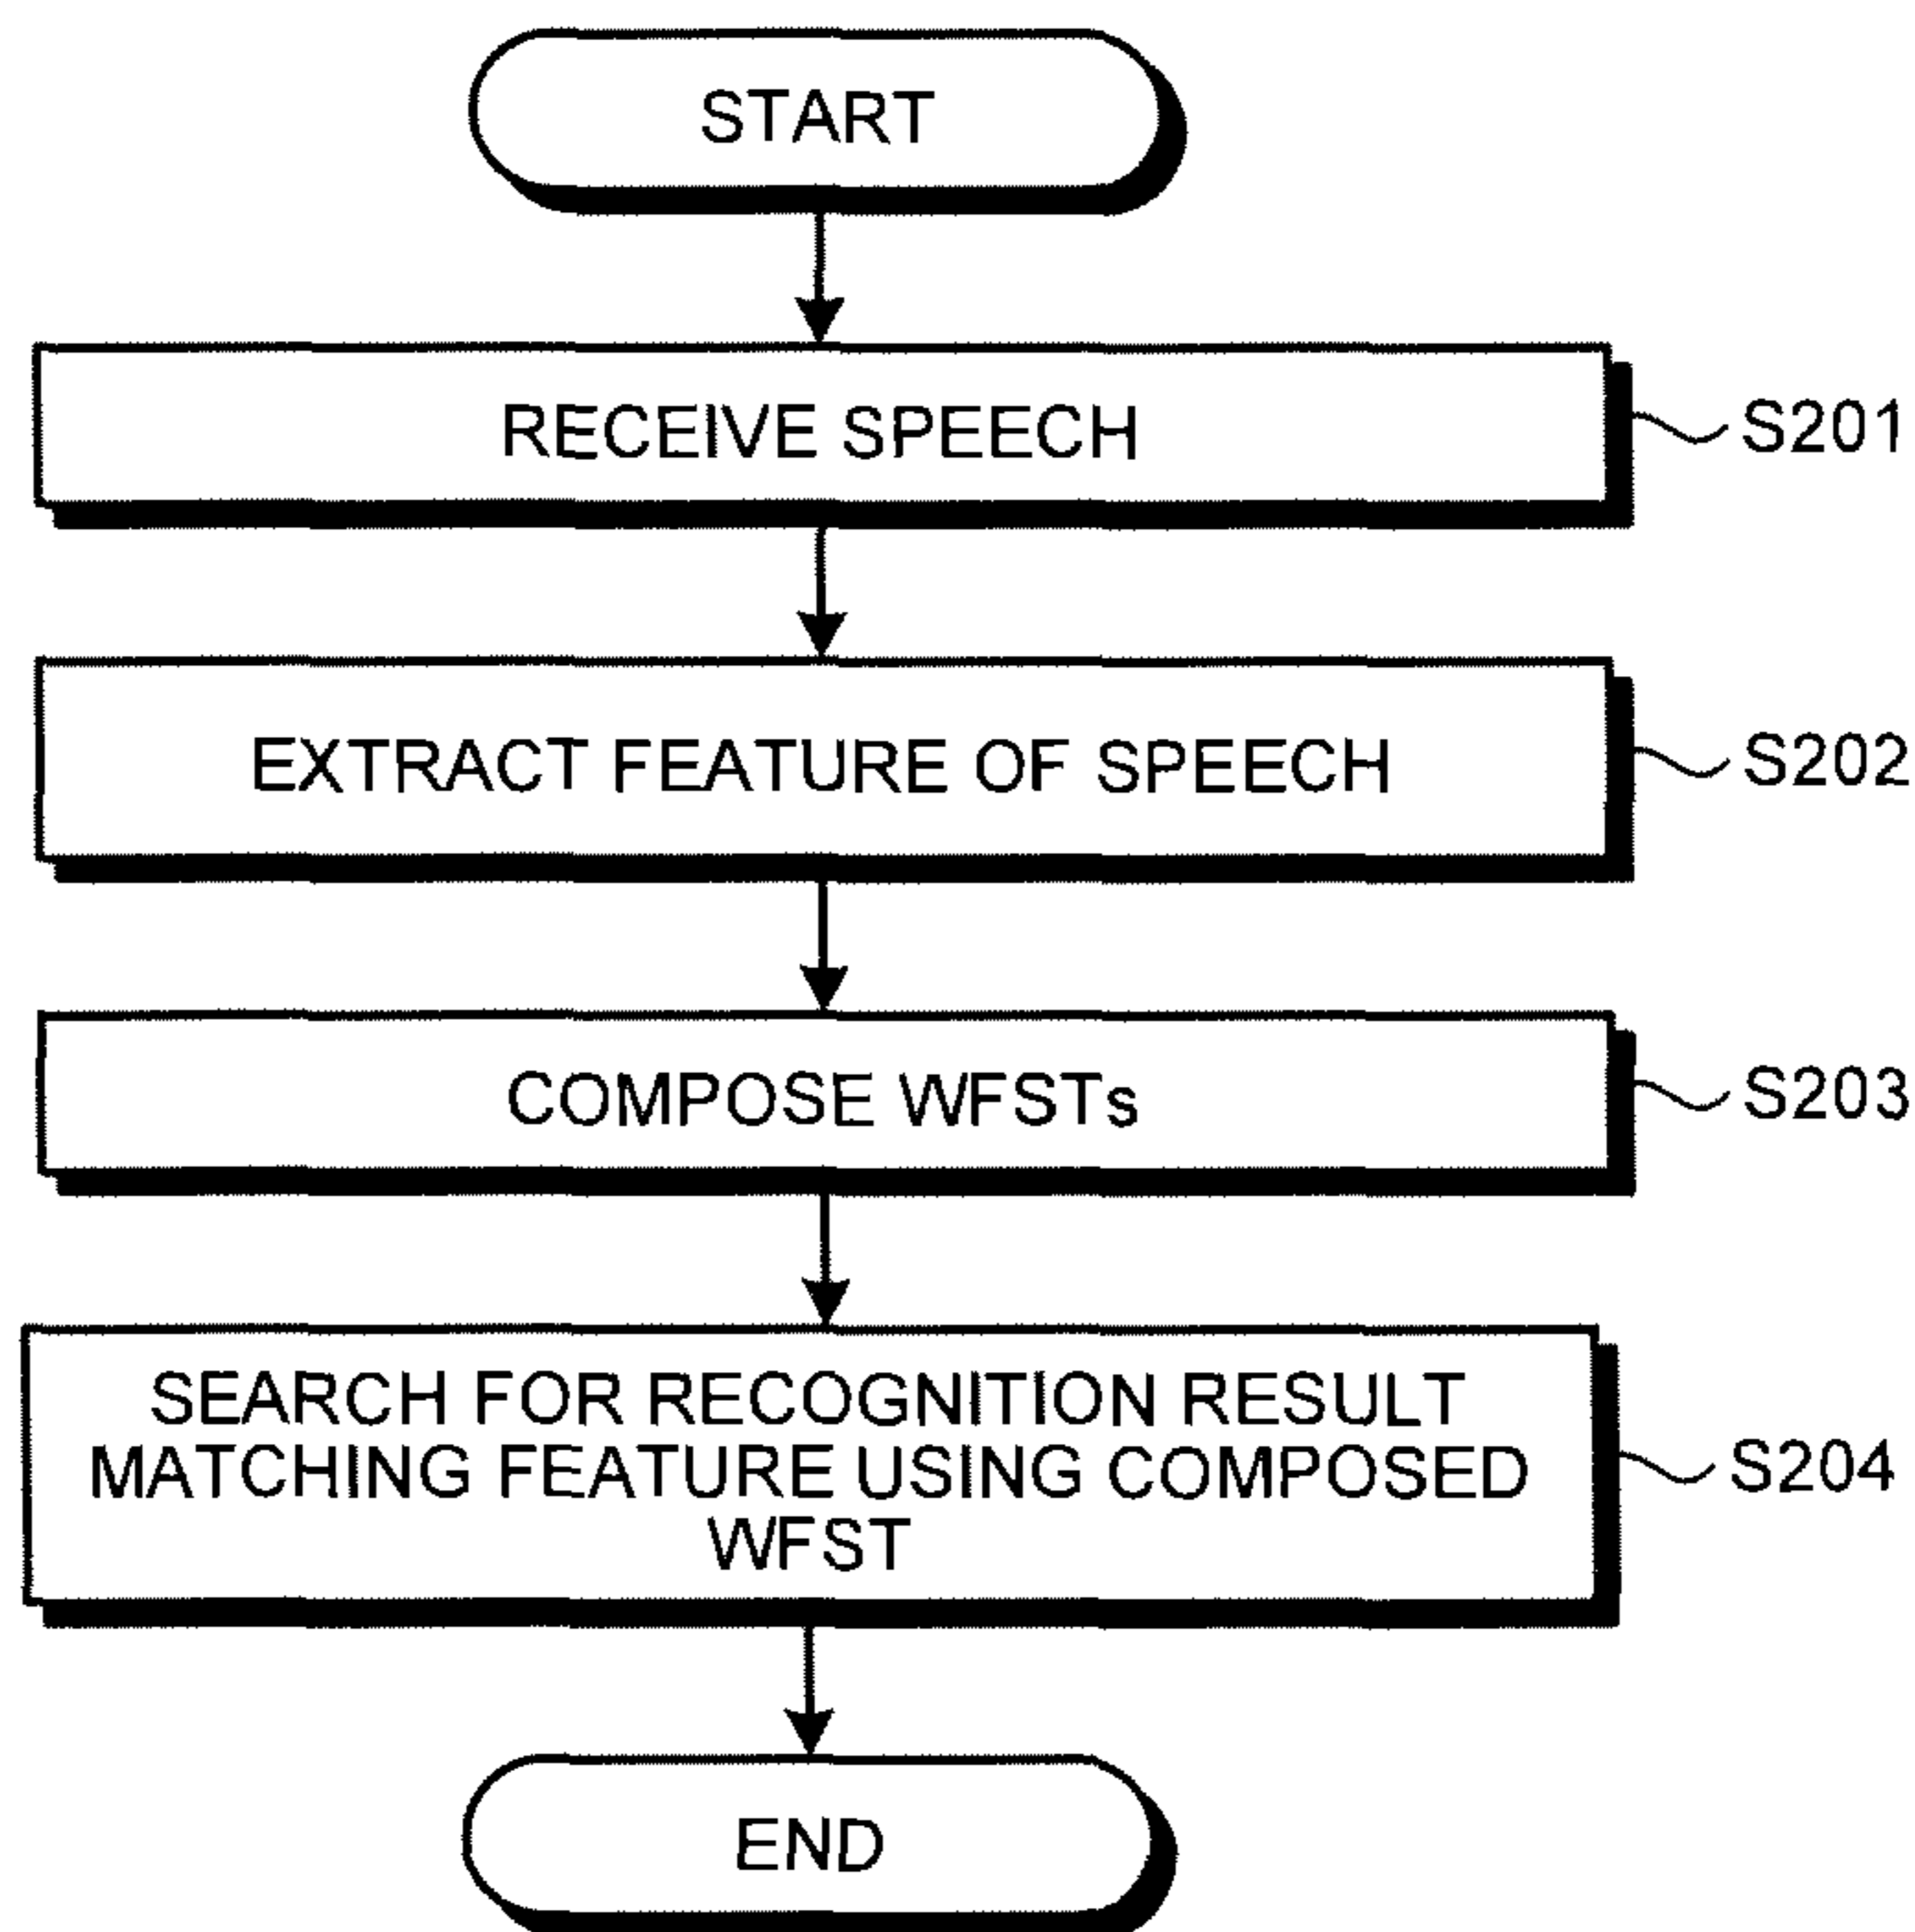 START
RECEIVE SPEECH
S201
EXTRACT FEATURE OF SPEECH
S202
COMPOSE WFSTs
S203
SEARCH FOR RECOGNITION RESULT
MATCHING FEATURE USING COMPOSED
WFST
S204
END